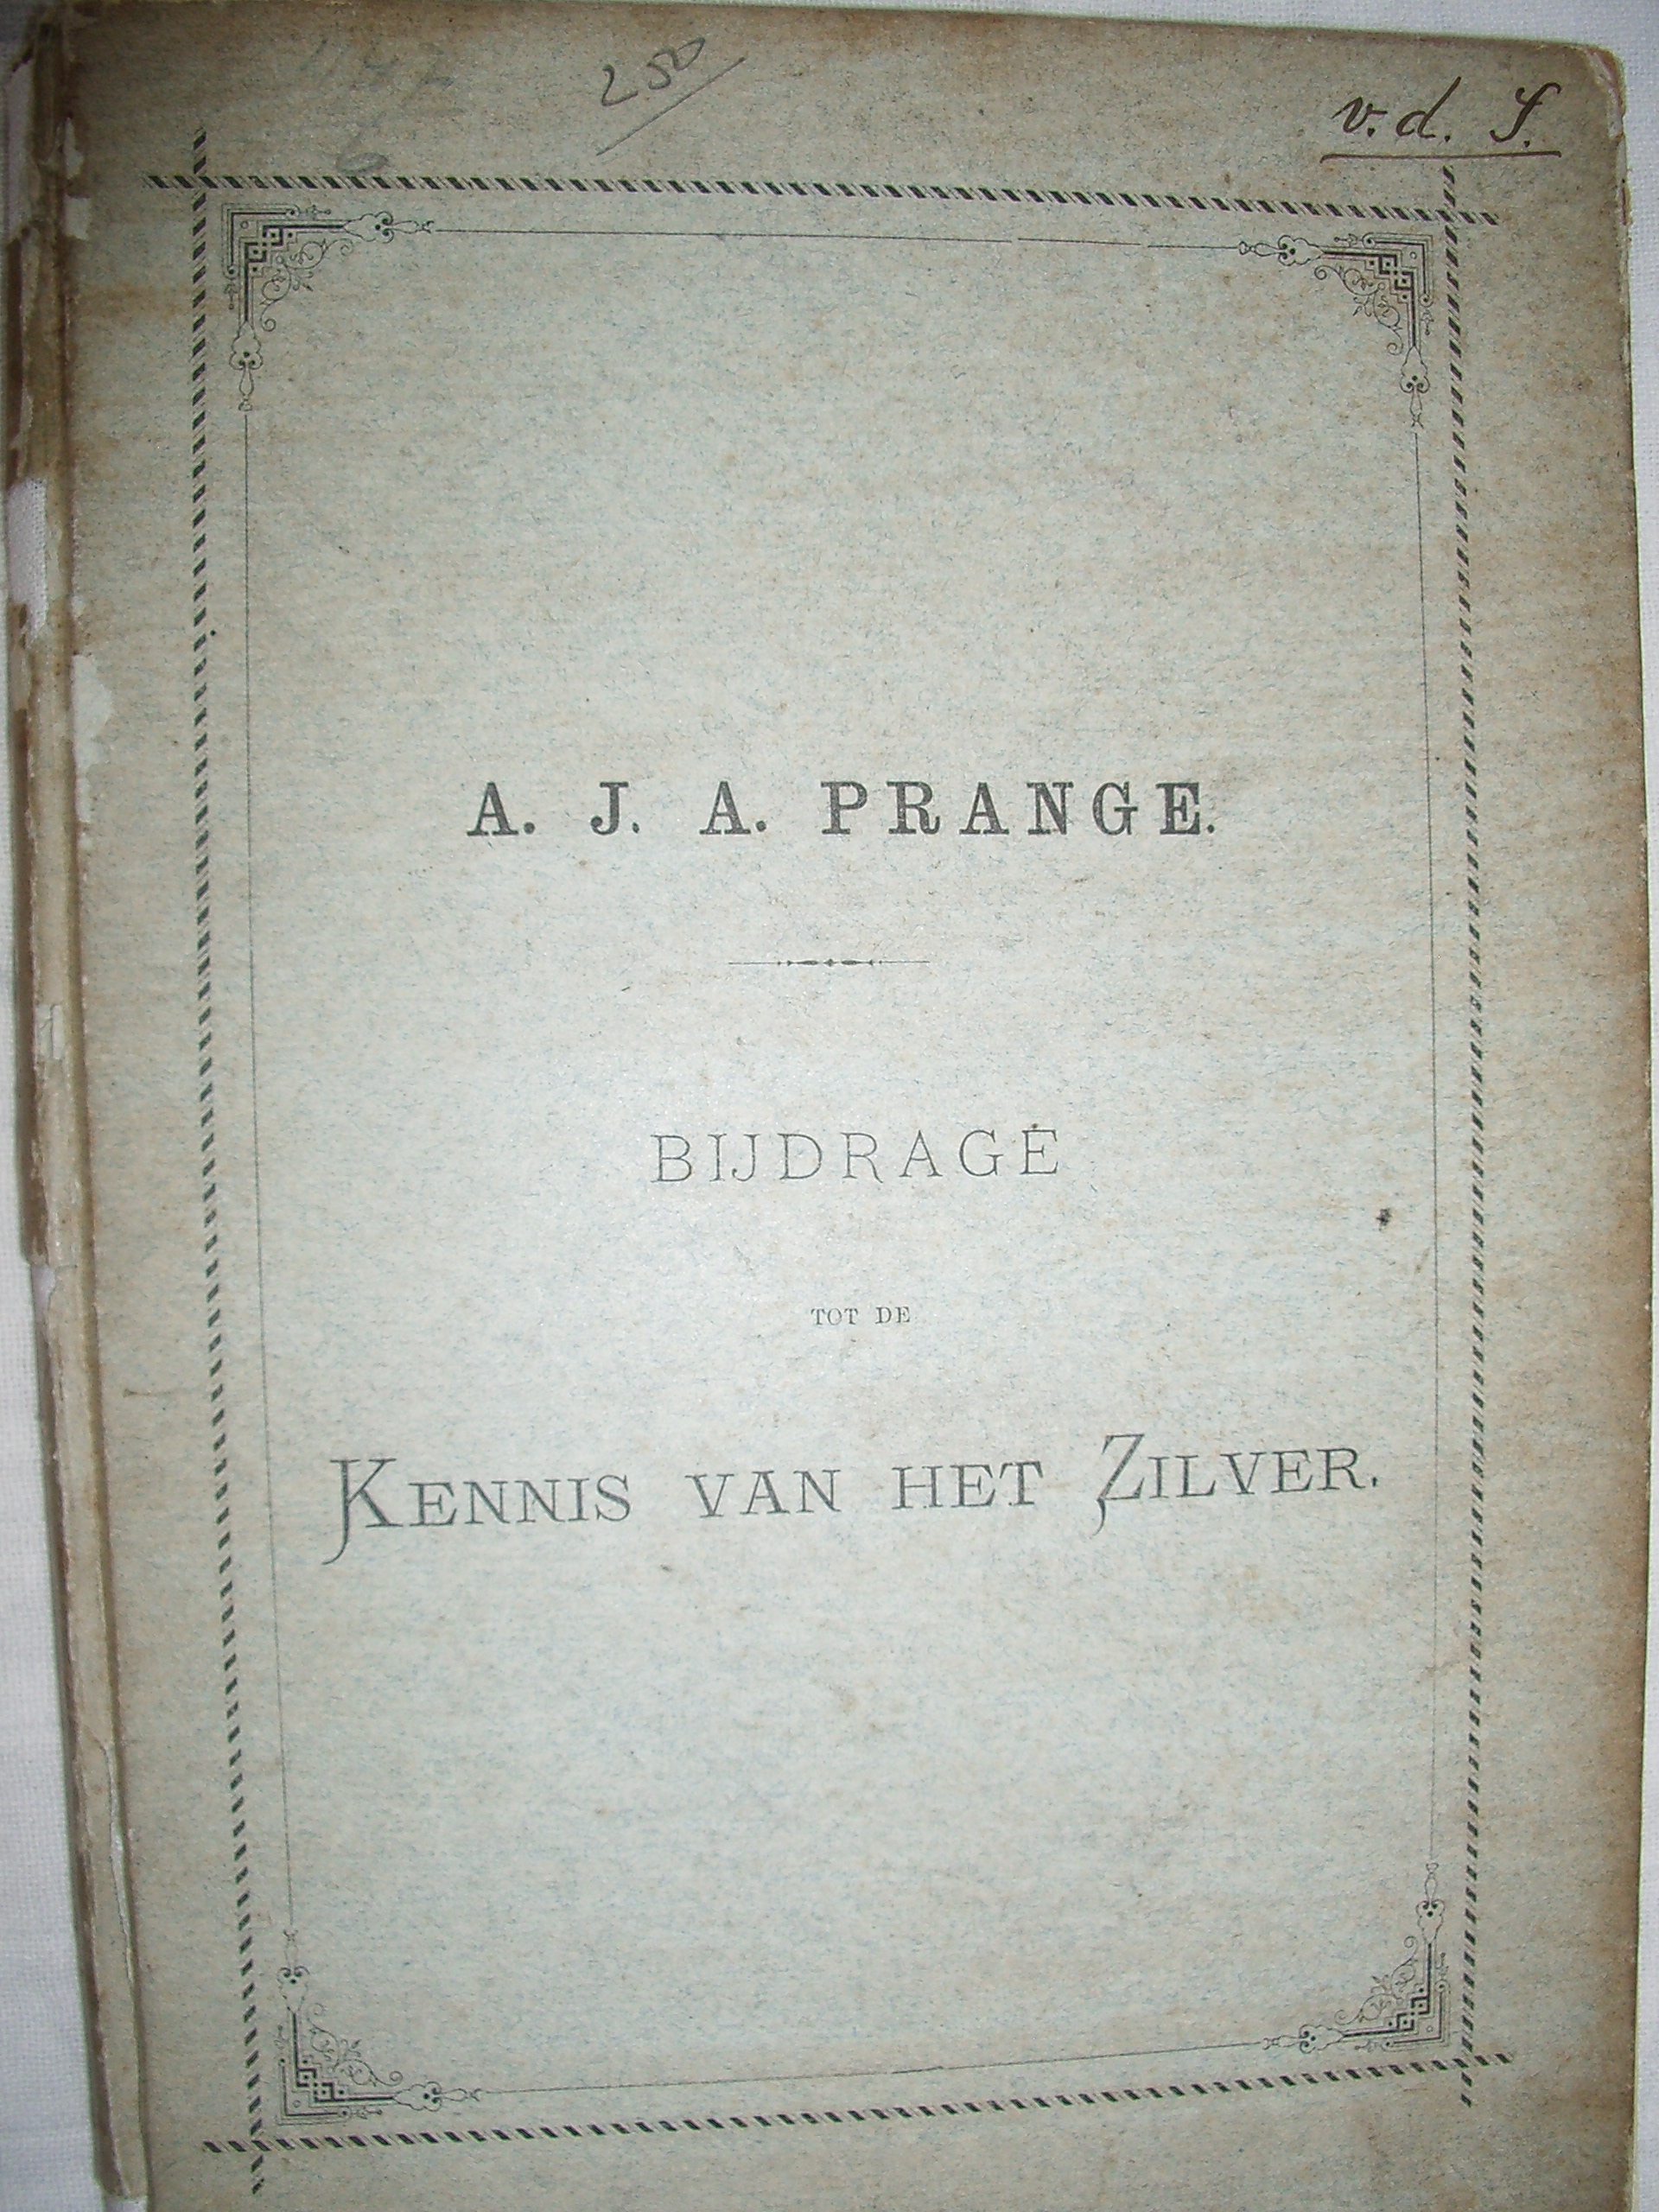 250
v. d. S.
A. J. A. PRANGE.
BIJDRAGE
TOT DE
KENNIS VAN HET ZILVER.